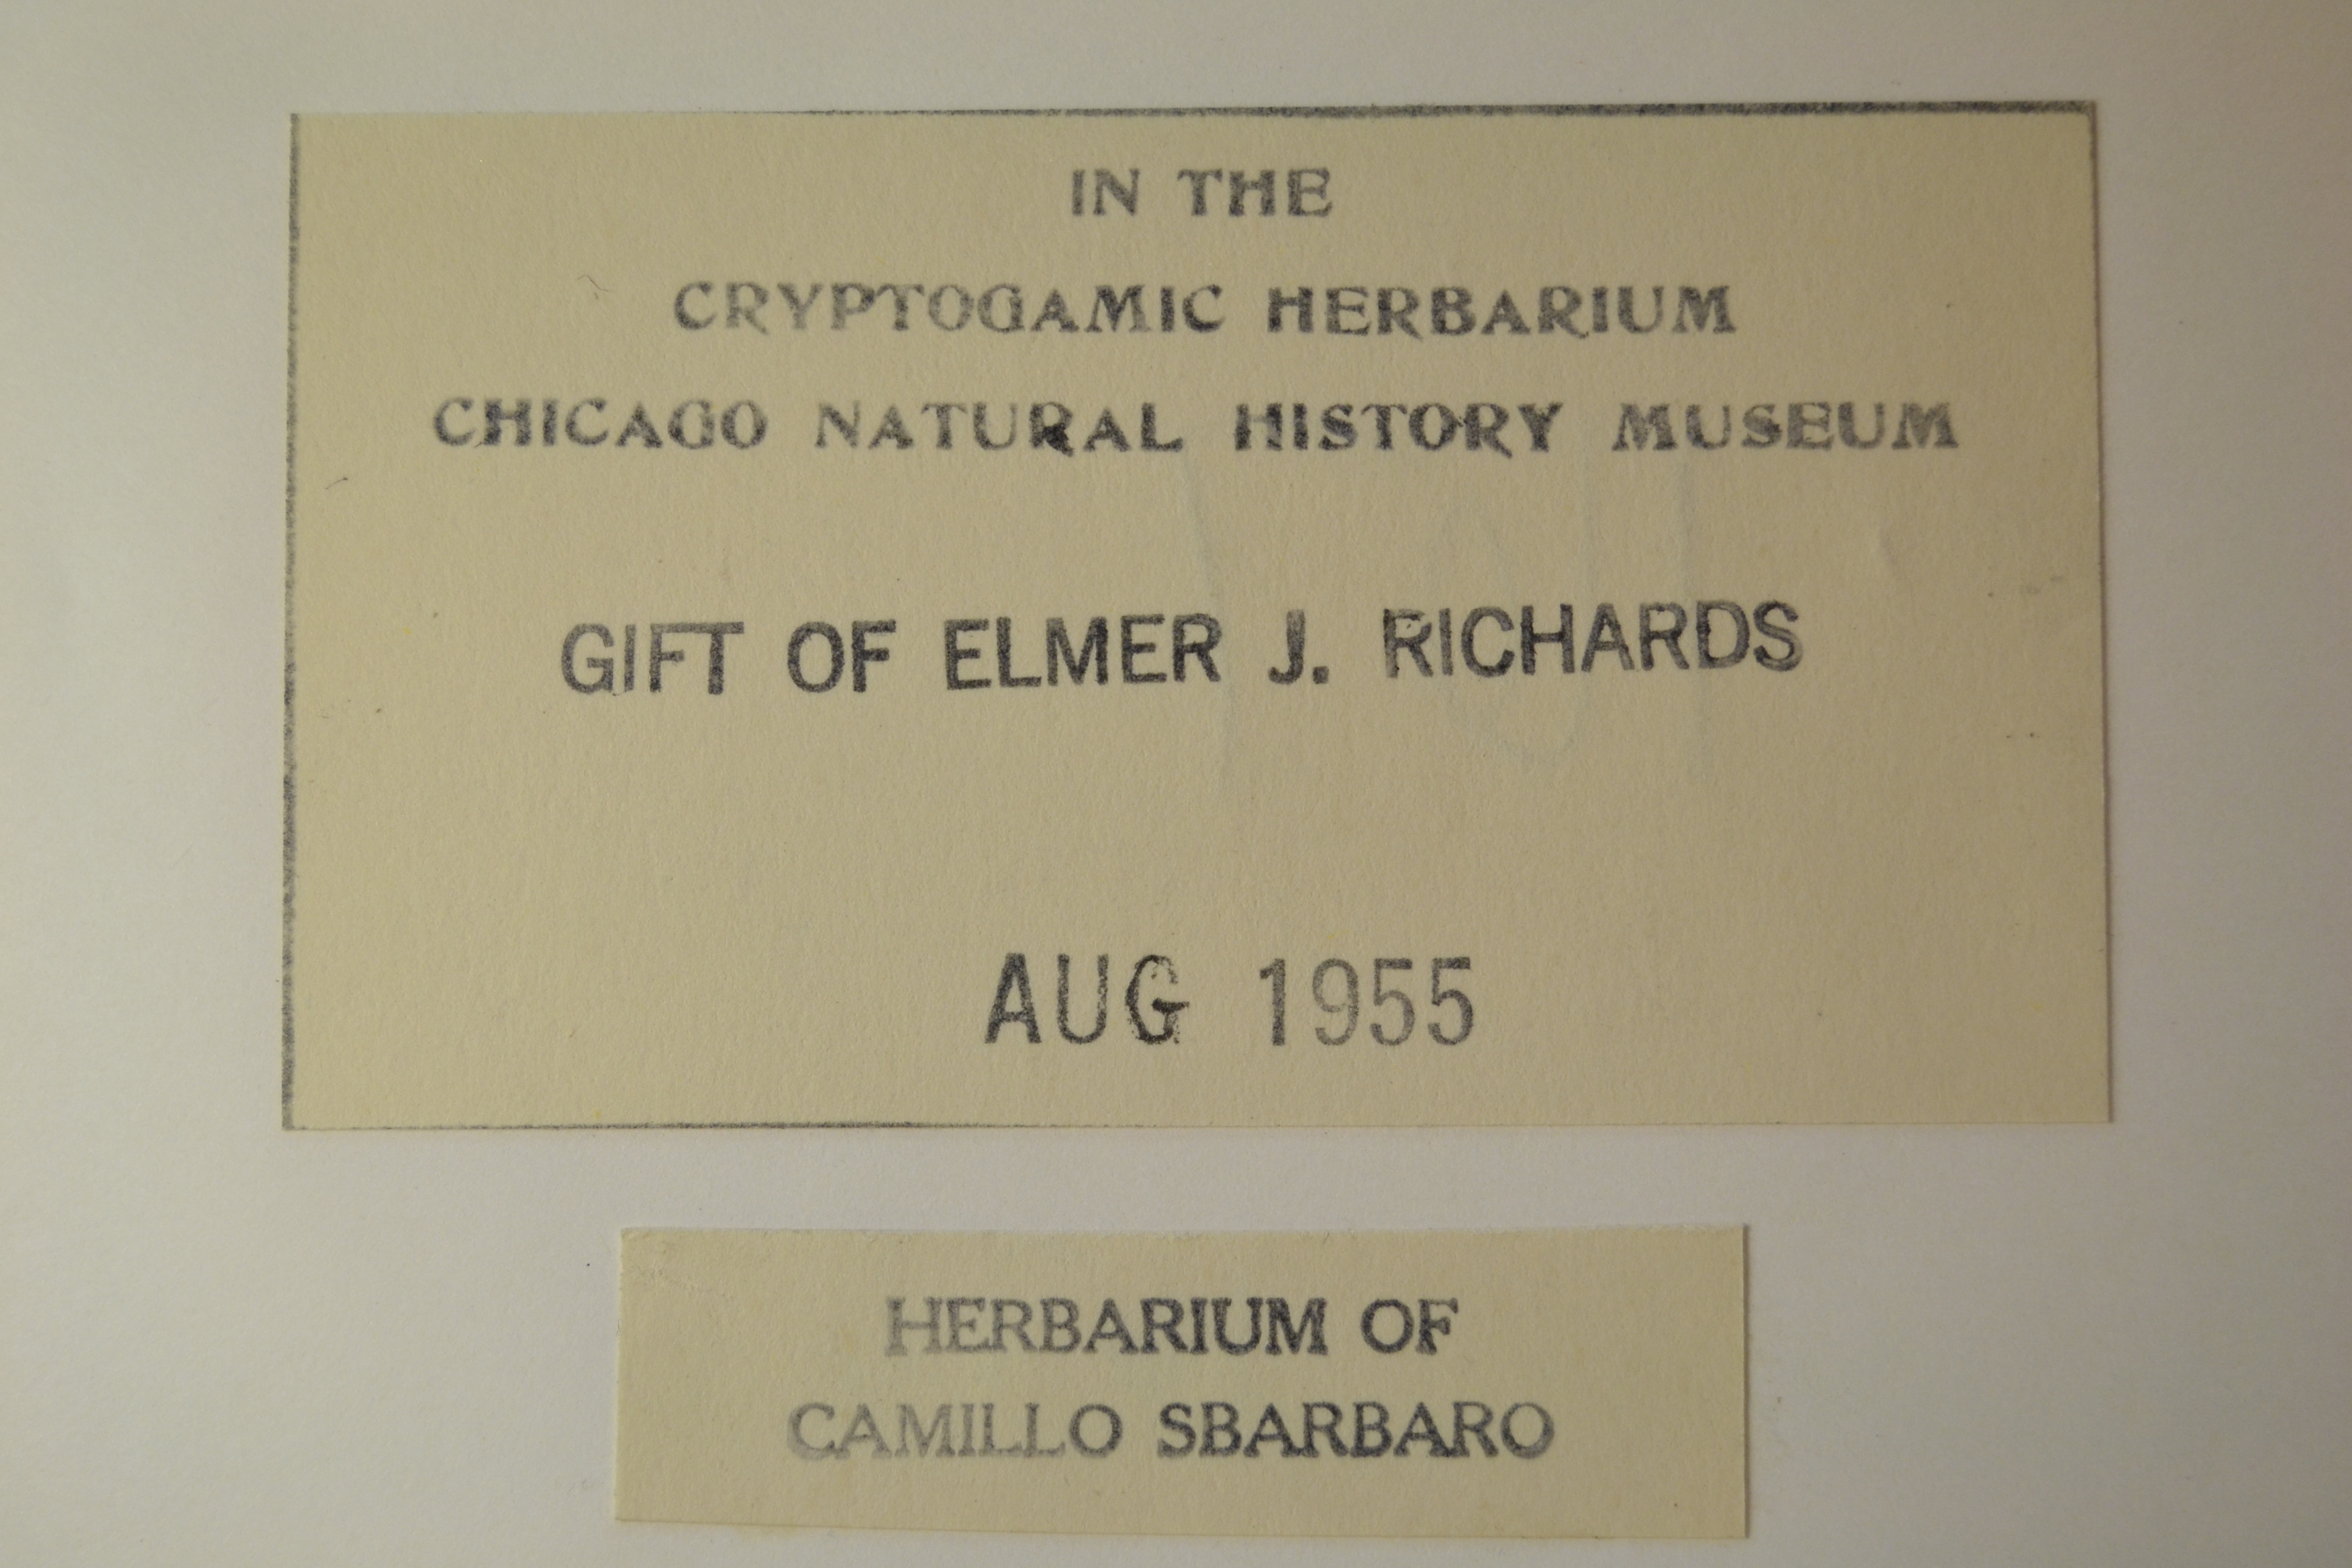 IN THE
CRYPTOGAMIC HERBARIUM
CHICAGO NATURAL HISTORY MUSEUM
GIFT OF ELMER J. RICHARDS
AUG 1955
HERBARIUM OF
CAMILLO SBARBARO